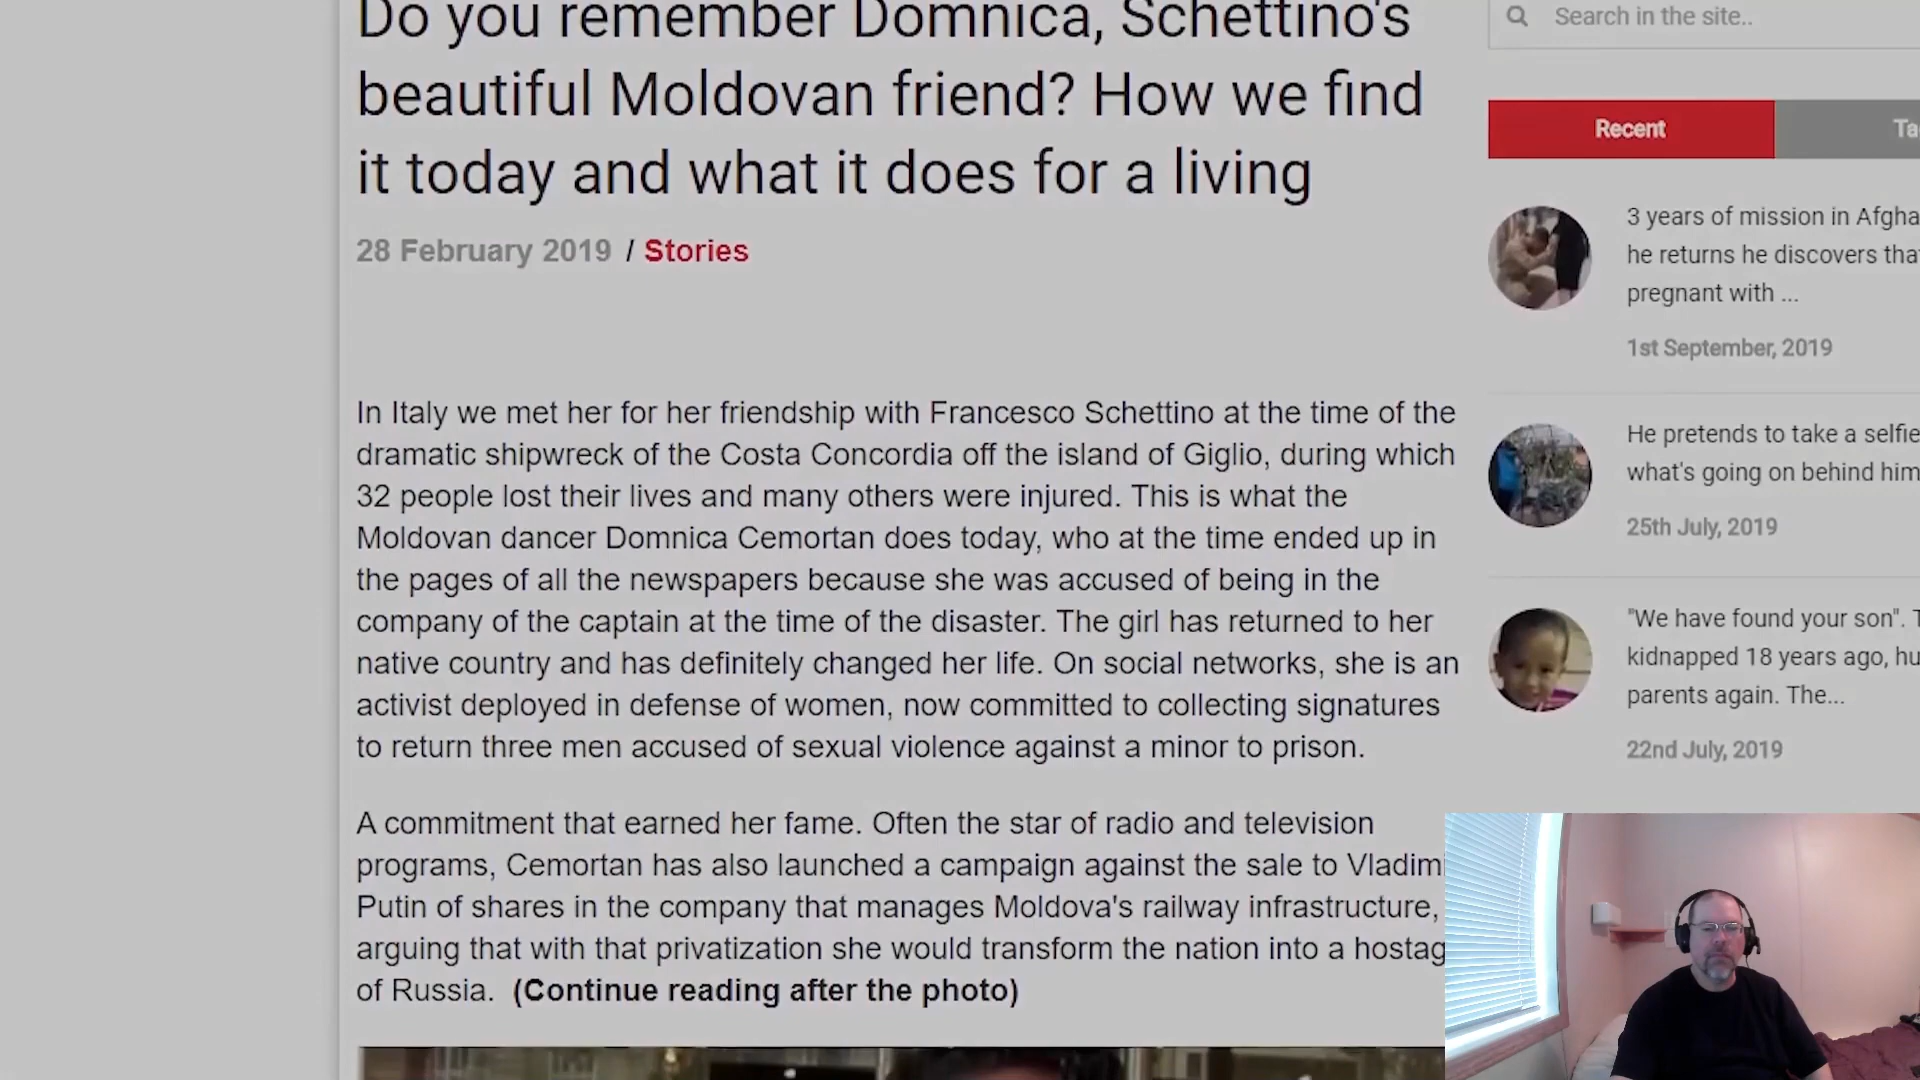 Do you remember Domnica, Schettino's
beautiful Moldovan friend? How we find
it today and what it does for a living
28 February 2019 / Stories
In Italy we met her for her friendship with Francesco Schettino at the time of the
dramatic shipwreck of the Costa Concordia off the island of Giglio, during which
32 people lost their lives and many others were injured. This is what the
Moldovan dancer Domnica Cemortan does today, who at the time ended up in
the pages of all the newspapers because she was accused of being in the
company of the captain at the time of the disaster. The girl has returned to her
native country and has definitely changed her life. On social networks, she is an
activist deployed in defense of women, now committed to collecting signatures
to return three men accused of sexual violence against a minor to prison.
A commitment that earned her fame. Often the star of radio and television
programs, Cemortan has also launched a campaign against the sale to Vladim
Putin of shares in the company that manages Moldova's railway infrastructure,
arguing that with that privatization she would transform the nation into a hostag
of Russia. (Continue reading after the photo)
Search in the site..
Recent
Ta
3 years of mission in Afgha
he returns he discovers tha
pregnant with ...
1st September, 2019
He pretends to take a selfie
what's going on behind him
25th July, 2019
"We have found your son". T
kidnapped 18 years ago, hu
parents again. The...
22nd July, 2019